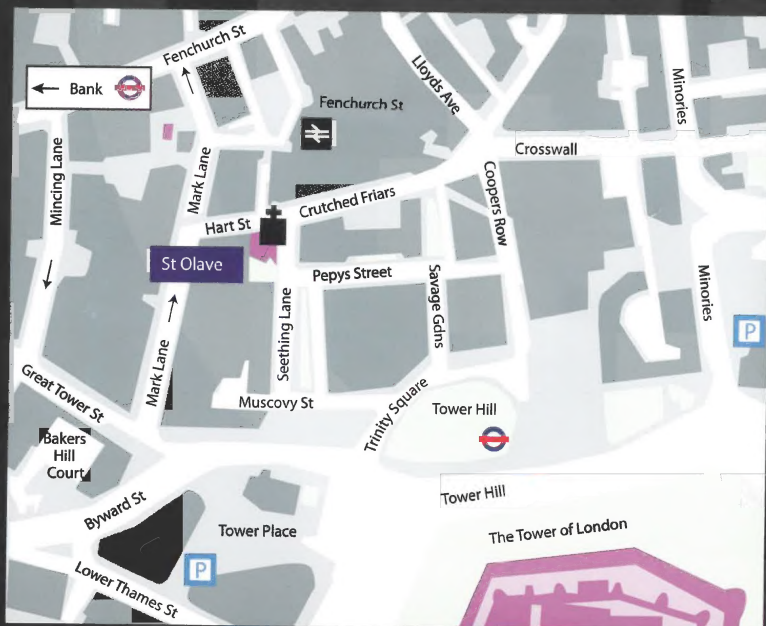 Fenchurch St
Bank
Lloyds Ave
Minories
Fenchurch St
Mincing Lane
Mark Lane
Crosswall
Coopers Row
Crutched Friars
Hart St
St Olave
Pepys Street
Savage Gdns
Minories
P
Seething Lane
Mark Lane
Great Tower St
Muscovy St
Trinity Square
Tower Hill
Bakers
Hill
Court
Byward St
Tower Hill
Tower Place
The Tower of London
P
Lower Thames St